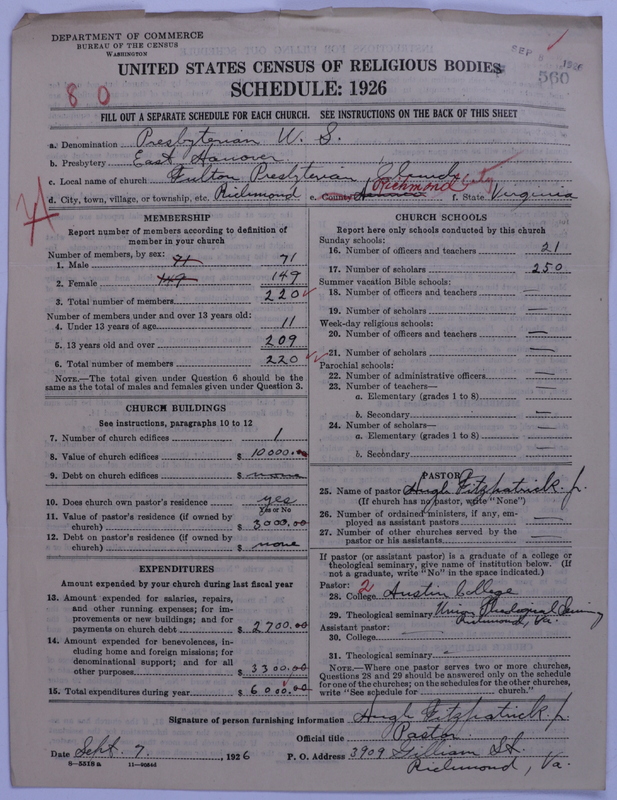 DEPARTMENT OF COMMERCE
BUREAU OF THE CENSUS
WASHINGTON
SEP 1926
560
UNITED STATES CENSUS OF RELIGIOUS BODIES
SCHEDULE: 1926
8 0
FILL OUT A SEPARATE SCHEDULE FOR EACH CHURCH. SEE INSTRUCTIONS ON THE BACK OF THIS SHEET
a. Denomination Presbyterian U. S.
b. Presbytery East Hanover
c. Local name of church Fulton Presbyterian Church
d. City, town, village, or township, etc. Richmond e. County Richmond City f. State Virginia
MEMBERSHIP
Report number of members according to definition of
member in your church
Number of members, by sex:
1. Male 71 71
2. Female 149 149
3. Total number of members 220
Number of members under and over 13 years old:
4. Under 13 years of age 11
5. 13 years old and over 209
6. Total number of members 220
NOTE.—The total given under Question 6 should be the
same as the total of males and females given under Question 3.
CHURCH BUILDINGS
See instructions, paragraphs 10 to 12
7. Number of church edifices 1
8. Value of church edifices $ 10000.00
9. Debt on church edifices $ none
10. Does church own pastor's residence yes
Yes or No
11. Value of pastor's residence (if owned by
church) $ 3000.00
12. Debt on pastor's residence (if owned by
church) $ none
EXPENDITURES
Amount expended by your church during last fiscal year
13. Amount expended for salaries, repairs,
and other running expenses; for im-
provements or new buildings; and for
payments on church debt $ 2700.00
14. Amount expended for benevolences, in-
cluding home and foreign missions; for
denominational support; and for all
other purposes $ 3300.00
15. Total expenditures during year $ 6000.00
CHURCH SCHOOLS
Report here only schools conducted by this church
Sunday schools:
16. Number of officers and teachers 21
17. Number of scholars 250
Summer vacation Bible schools:
18. Number of officers and teachers —
19. Number of scholars —
Week-day religious schools:
20. Number of officers and teachers —
21. Number of scholars —
Parochial schools:
22. Number of administrative officers —
23. Number of teachers—
a. Elementary (grades 1 to 8) —
b. Secondary —
24. Number of scholars—
a. Elementary (grades 1 to 8) —
b. Secondary —
PASTOR
25. Name of pastor Hugh Fitzpatrick, Jr.
(If church has no pastor, write "None")
26. Number of ordained ministers, if any, em-
ployed as assistant pastors —
27. Number of other churches served by the
pastor or his assistants —
If pastor (or assistant pastor) is a graduate of a college or
theological seminary, give name of institution below. (If
not a graduate, write "No" in the space indicated.)
Pastor: 2
28. College Austin College
29. Theological seminary Union Theological Seminary
Richmond, Va.
Assistant pastor:
30. College —
31. Theological seminary —
NOTE.—Where one pastor serves two or more churches,
Questions 28 and 29 should be answered only on the schedule
for one of the churches; on the schedules for the other churches,
write "See schedule for church."
Signature of person furnishing information Hugh Fitzpatrick, Jr.
Official title Pastor
Date Sept. 7, 1926 P. O. Address 3909 Gilliam St.
Richmond, Va.
8—5518a 11—9664d